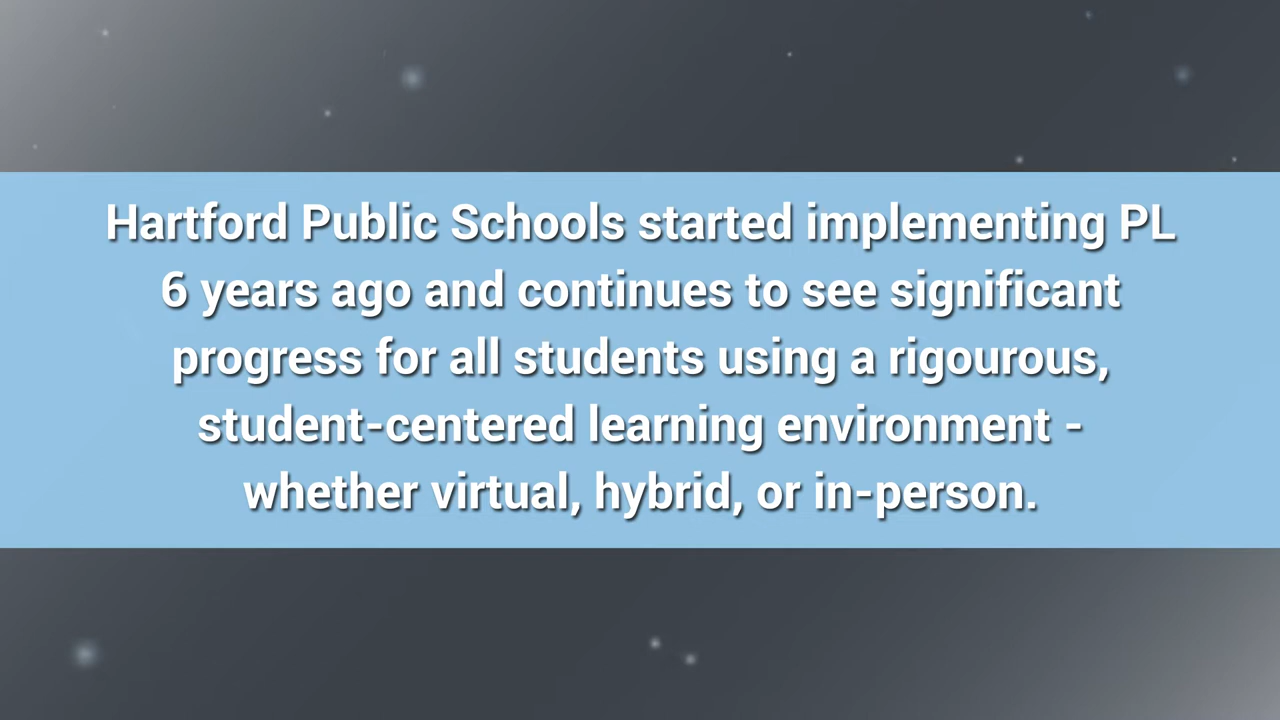 Hartford Public Schools started implementing PL
6 years ago and continues to see significant
progress for all students using a rigourous,
student-centered learning environment -
whether virtual, hybrid, or in-person.